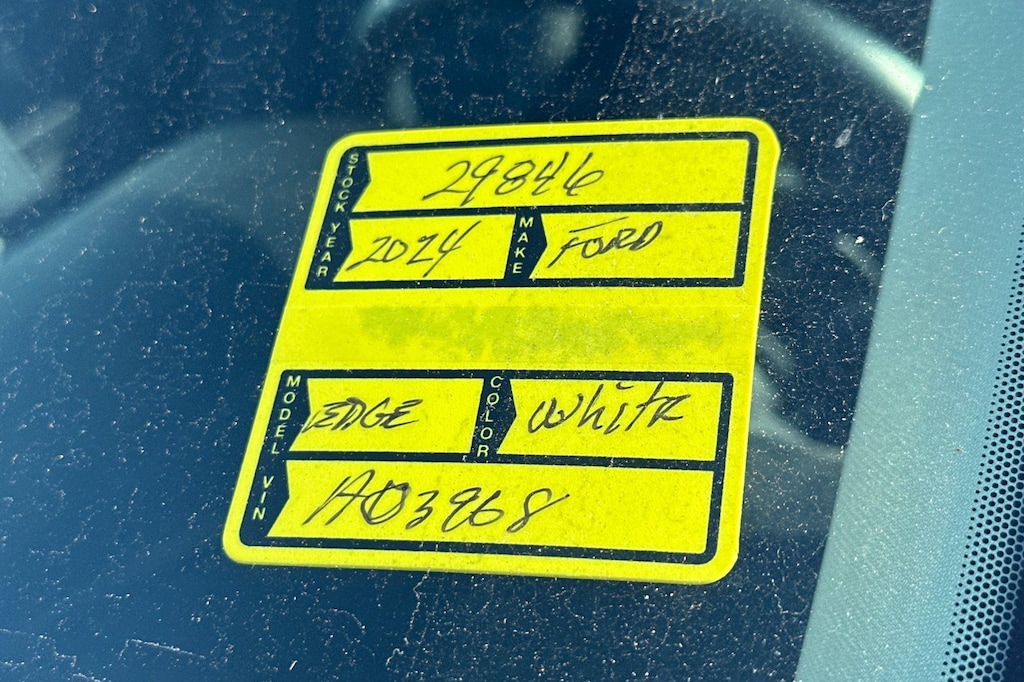 STOCK 29846
YEAR 2024 MAKE FORD
MODEL EDGE COLOR White
VIN A03968